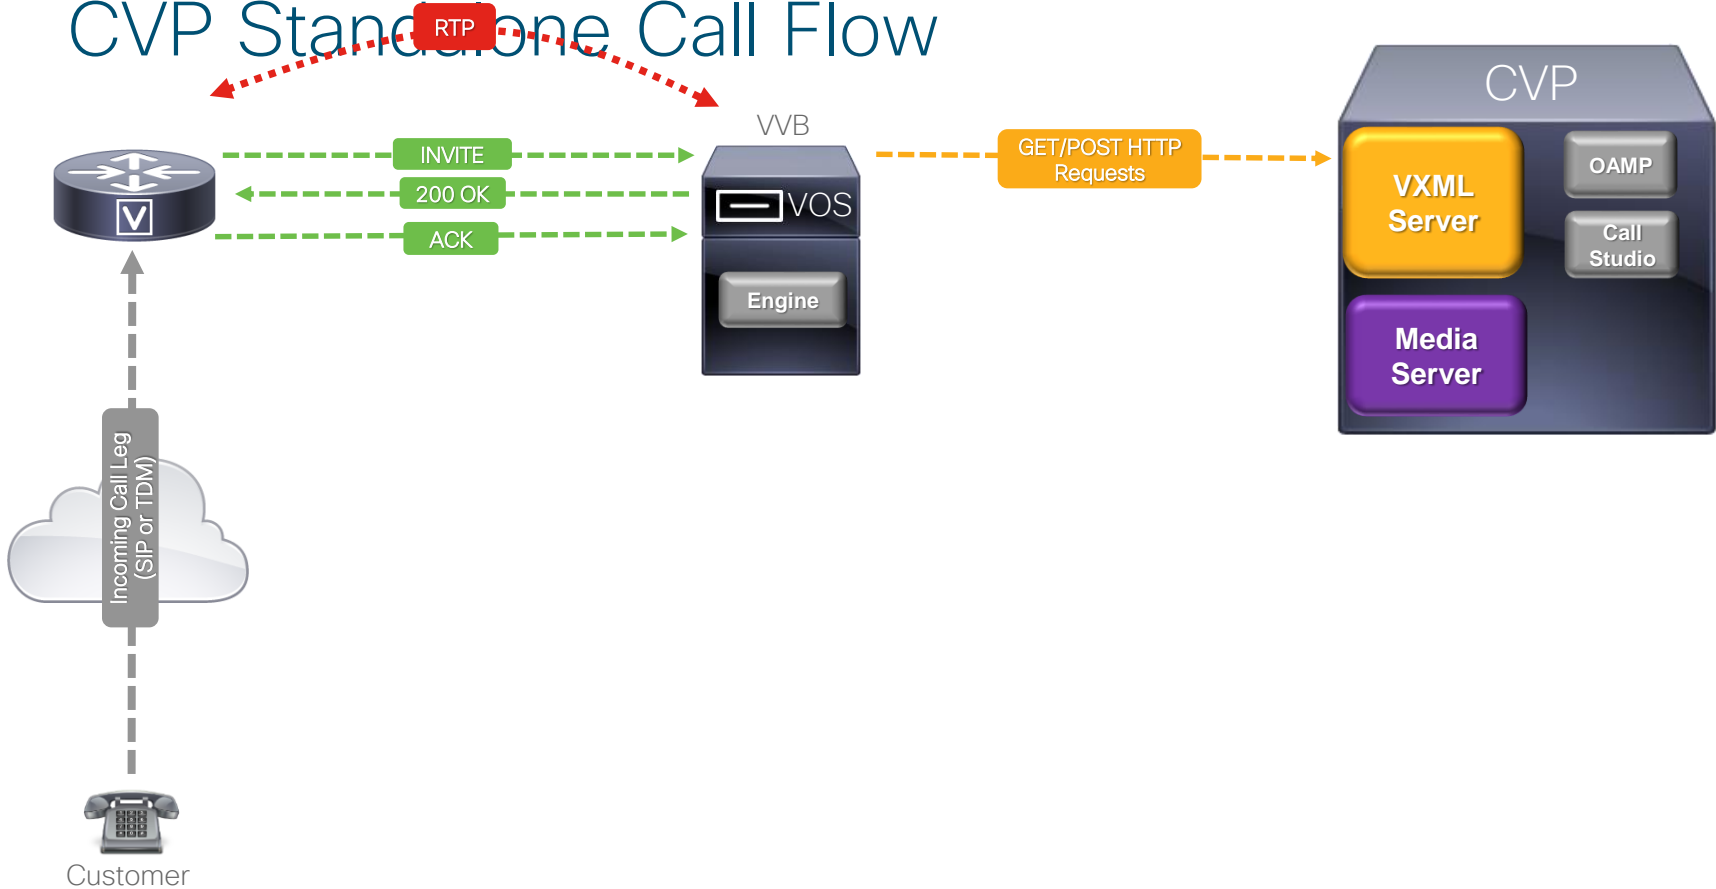 CVP Standalone Call Flow
RTP
CVP
VVB
INVITE
GET/POST HTTP
Requests
VXML
Server
OAMP
200 OK
VOS
V
ACK
Call
Studio
Engine
Media
Server
Incoming Call Leg
(SIP or TDM)
Customer